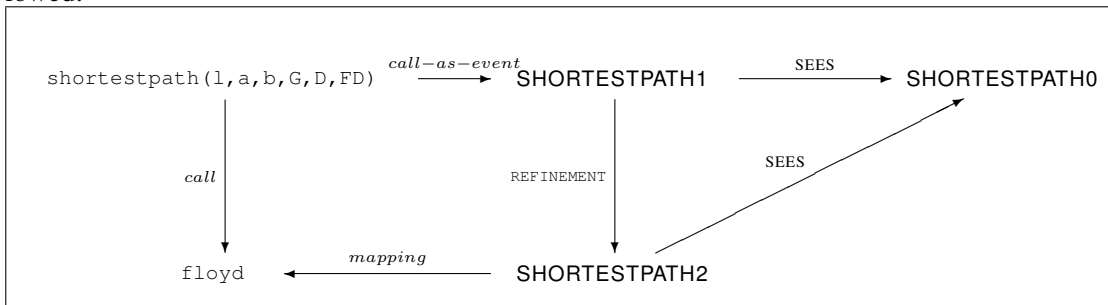 lowed.
shortestpath(l,a,b,G,D,FD) call-as-event SHORTESTPATH1 SEES SHORTESTPATH0
call REFINEMENT SEES
floyd mapping SHORTESTPATH2